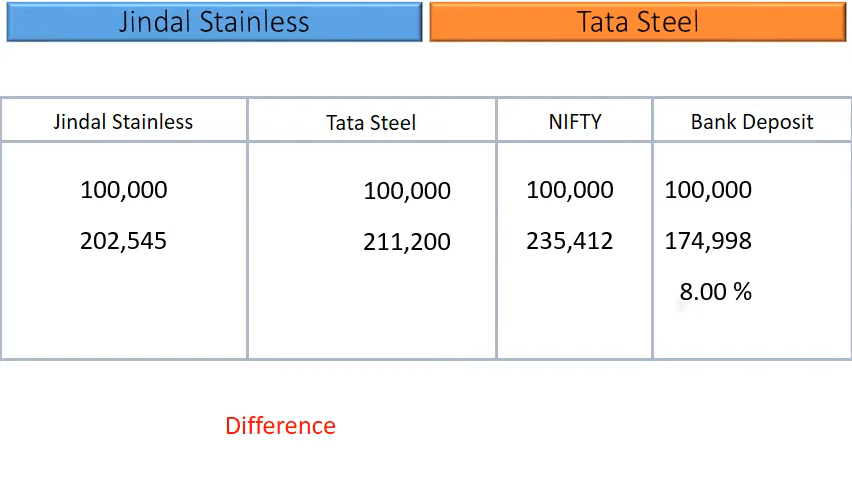 Jindal Stainless Tata Steel
Jindal Stainless Tata Steel NIFTY Bank Deposit
100,000 100,000 100,000 100,000
202,545 211,200 235,412 174,998
8.00 %
Difference